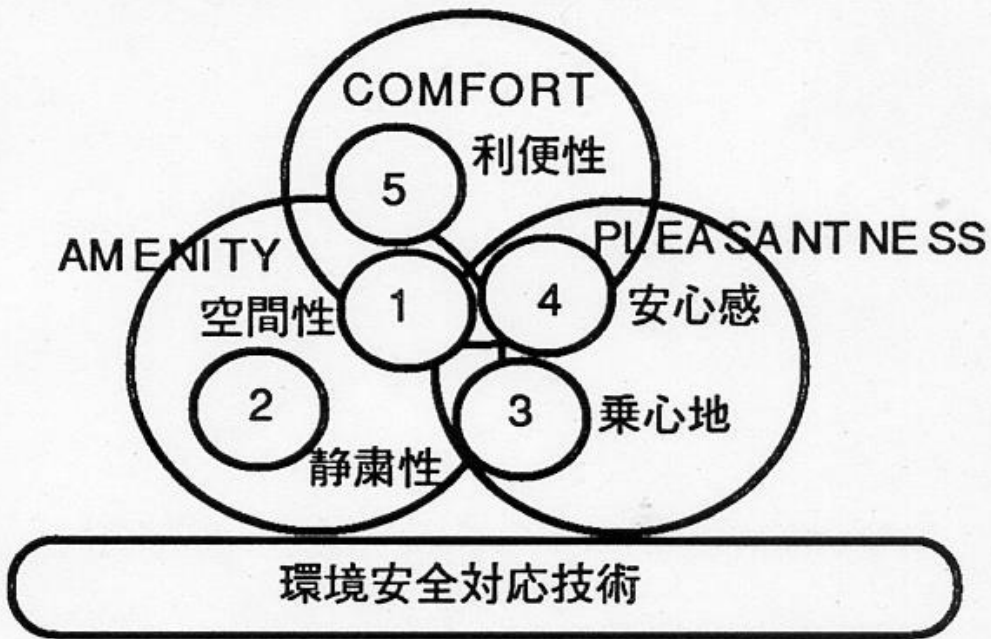 COMFORT
5 利便性
AMENITY
PLEASANTNESS
空間性 1
4 安心感
2
3 乗心地
静粛性
環境安全対応技術